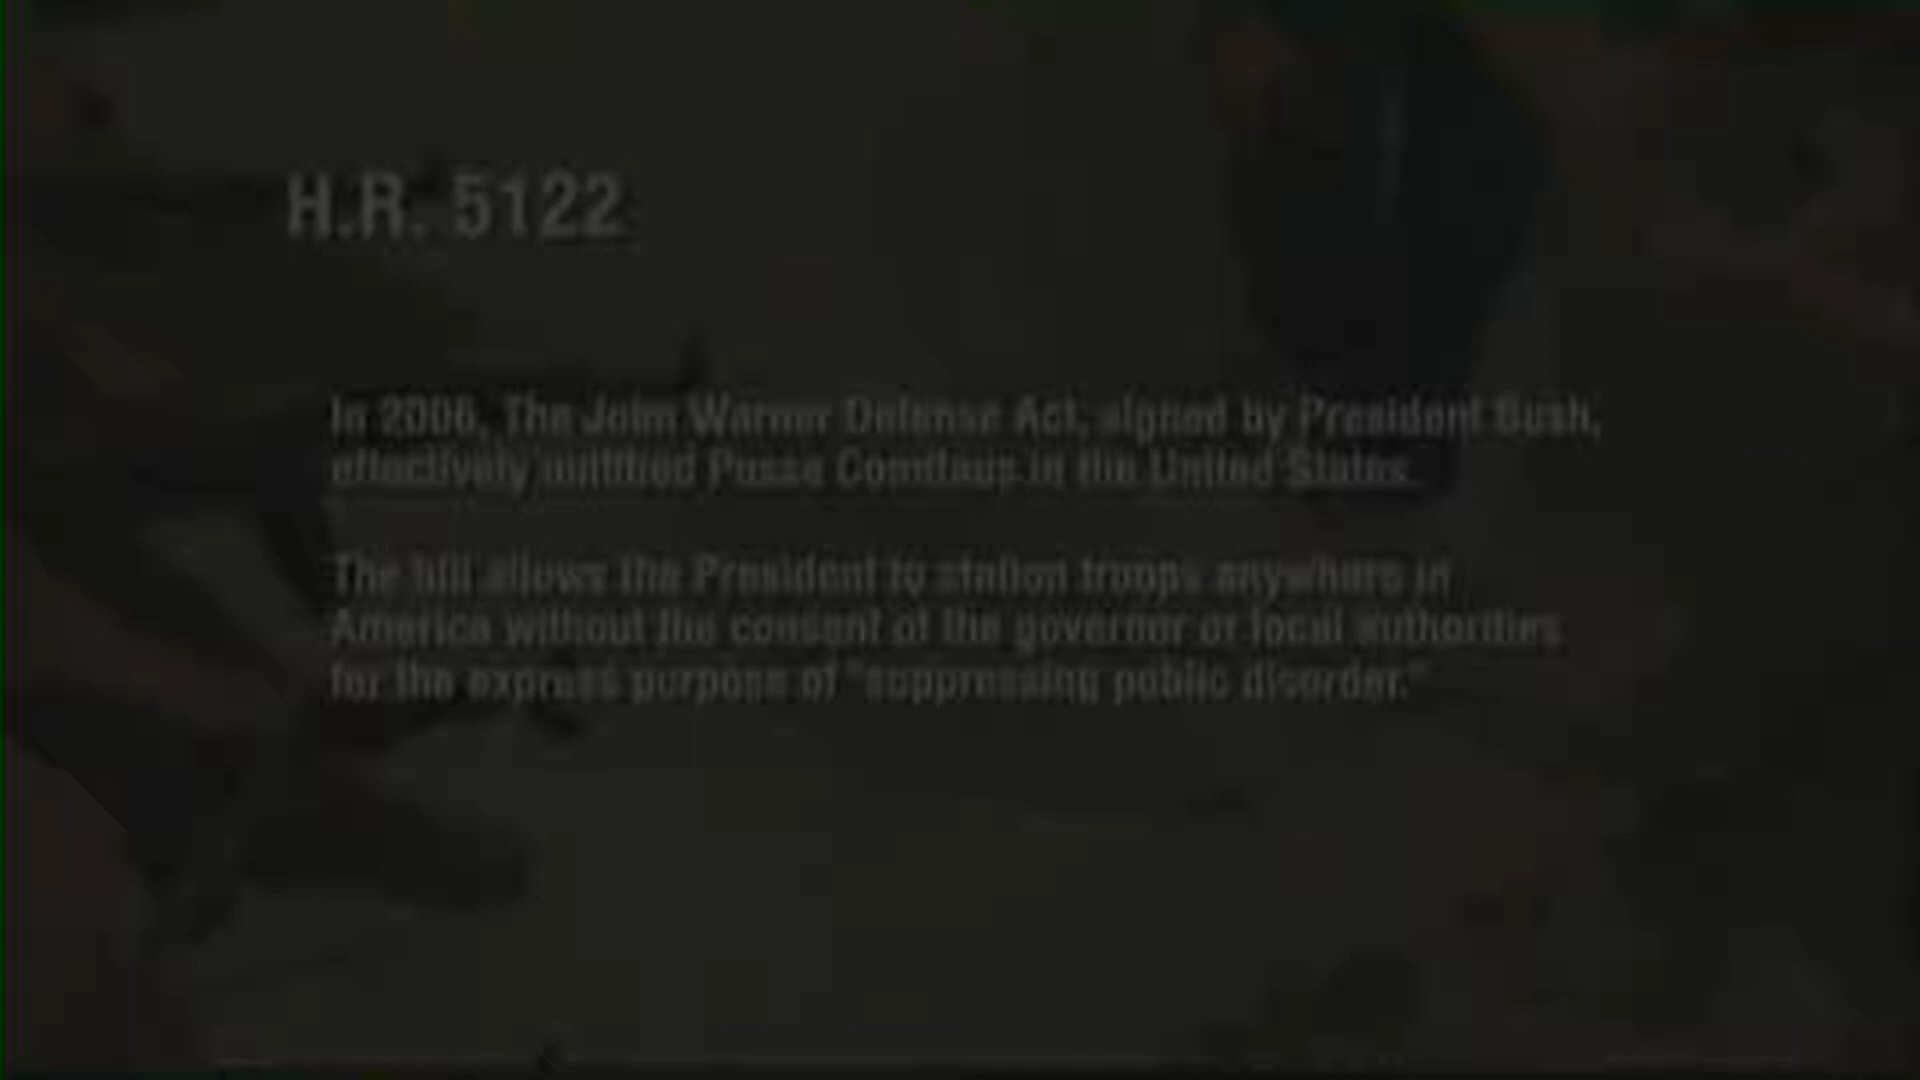 H.R. 5122
In 2006, The John Warner Defense Act, signed by President Bush,
effectively nullified Posse Comitaus in the United States.
The bill allows the President to station troops anywhere in
America without the consent of the governor or local authorities
for the express purpose of "suppressing public disorder."